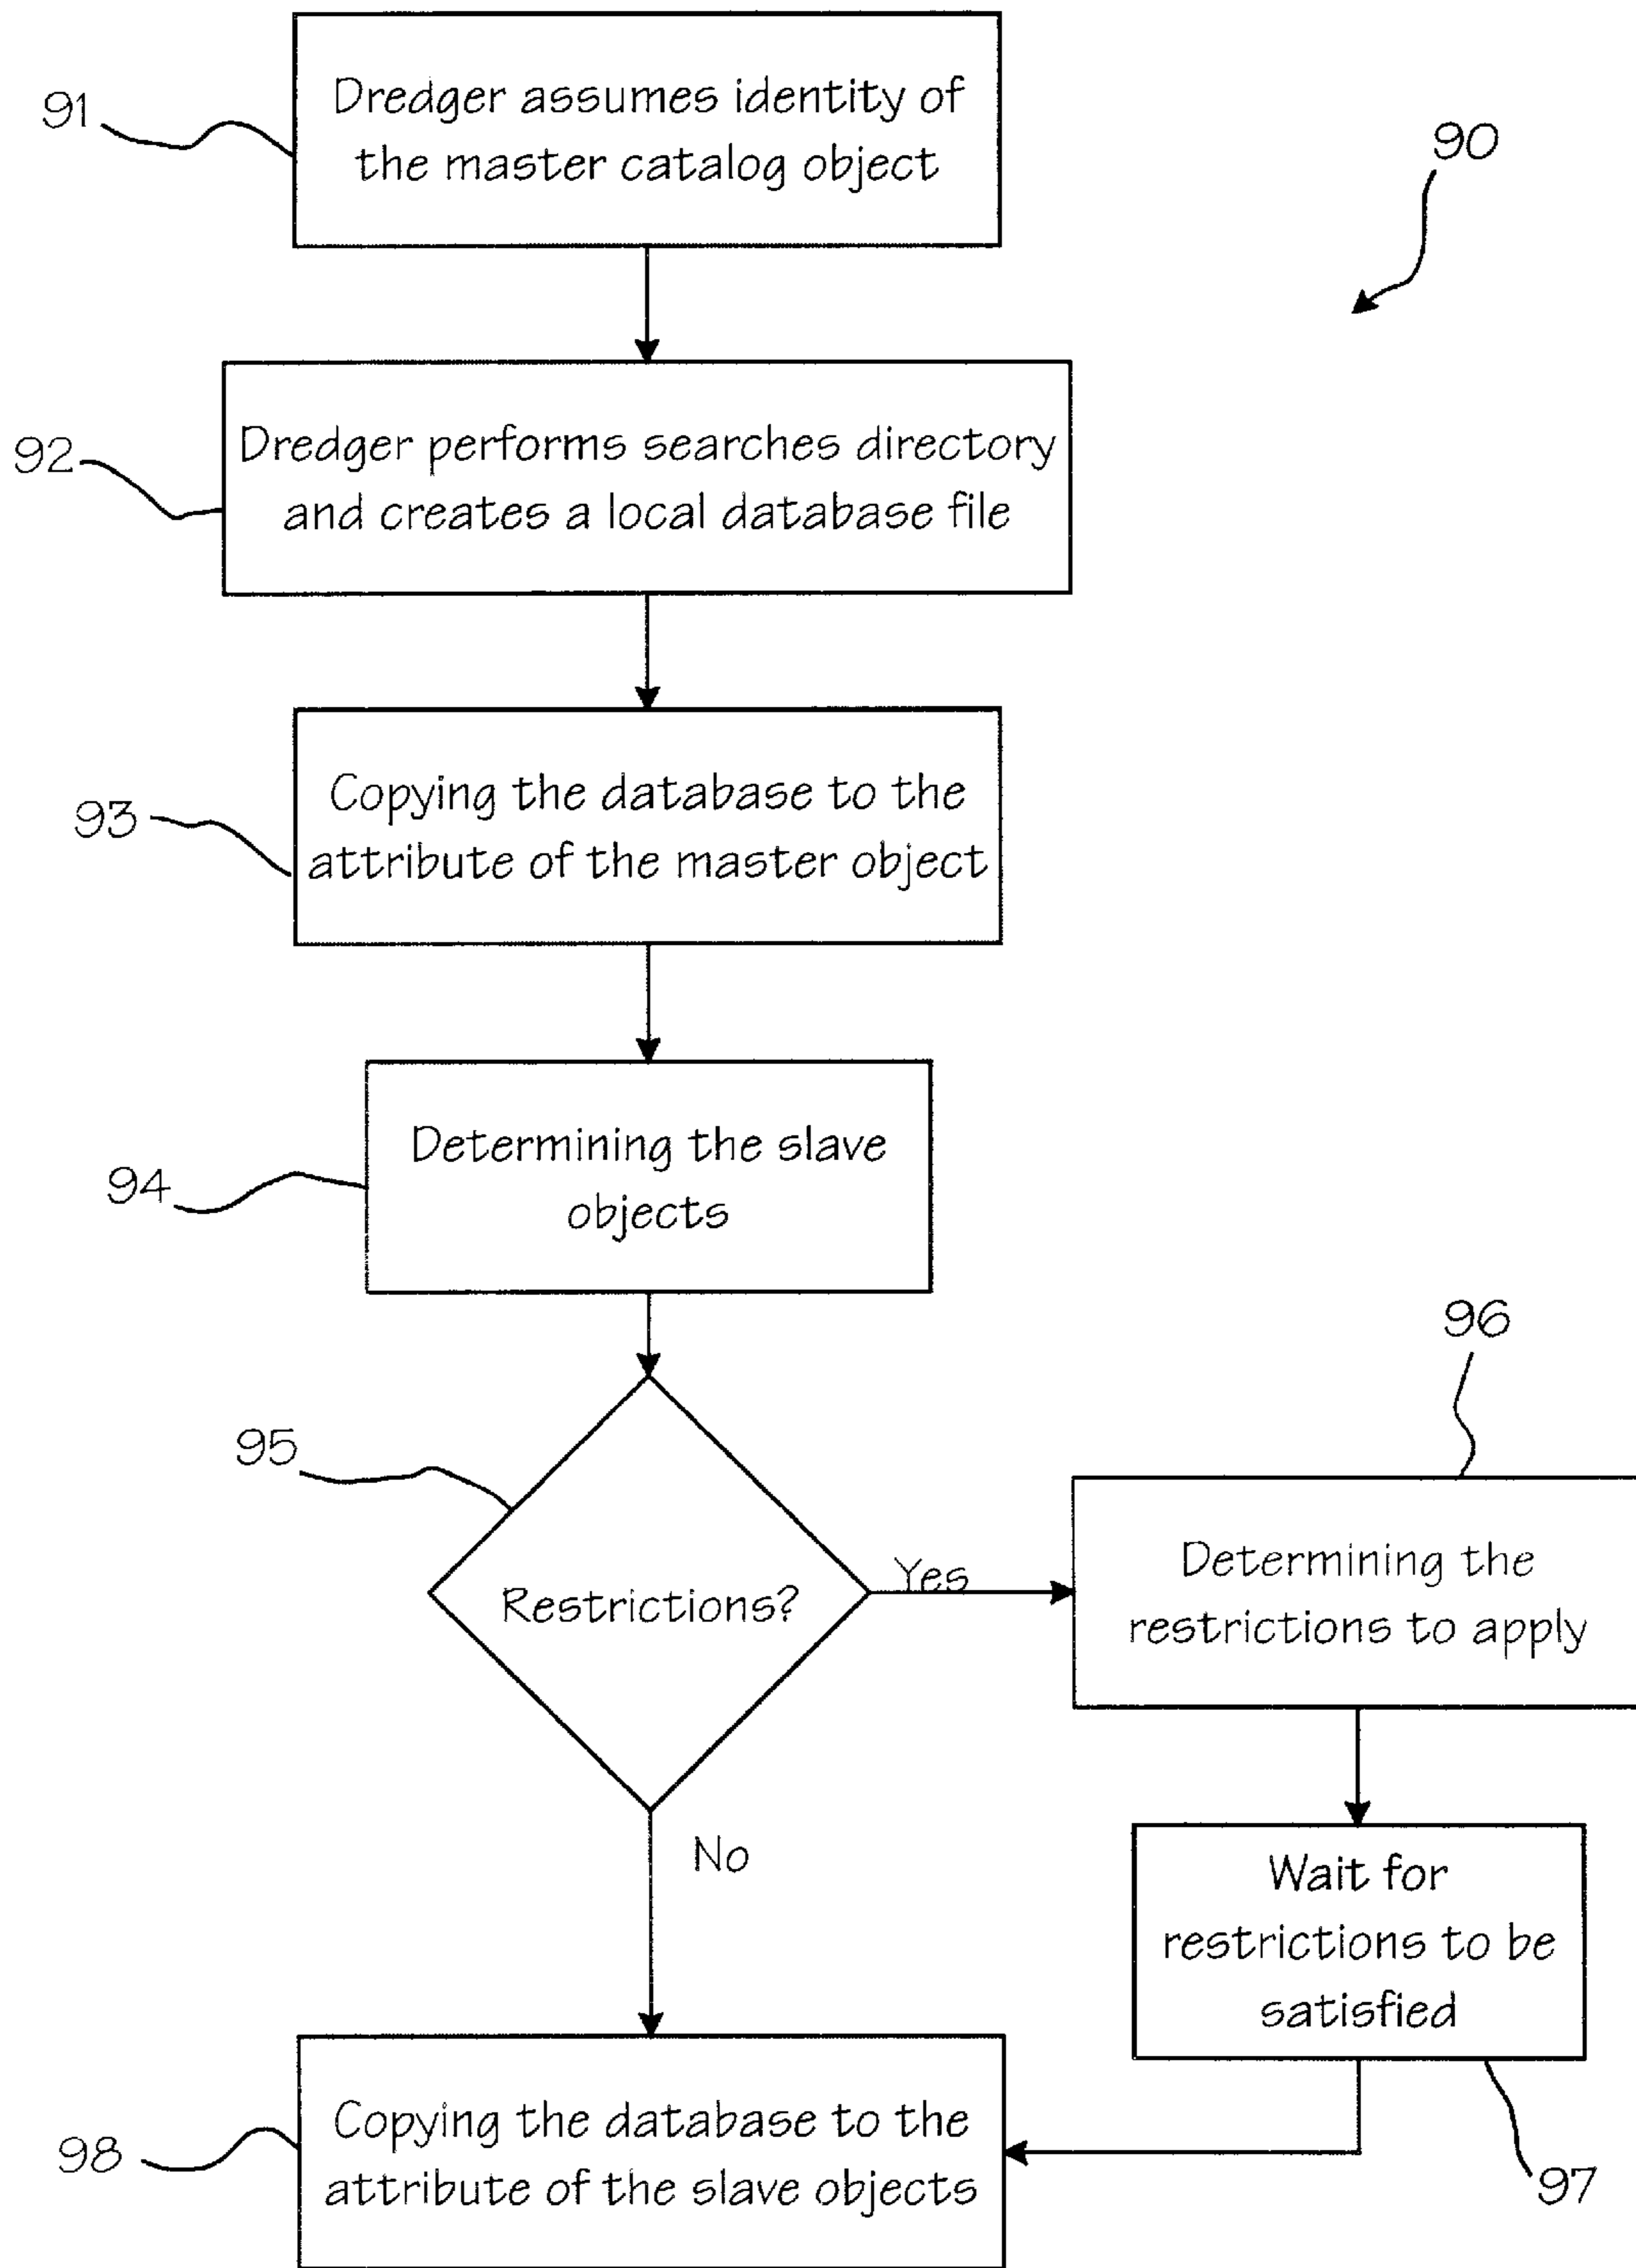 91
Dredger assumes identity of
the master catalog object
90
92
Dredger performs searches directory
and creates a local database file
93
Copying the database to the
attribute of the master object
94
Determining the slave
objects
95
Restrictions?
Yes
96
Determining the
restrictions to apply
No
Wait for
restrictions to be
satisfied
97
98
Copying the database to the
attribute of the slave objects